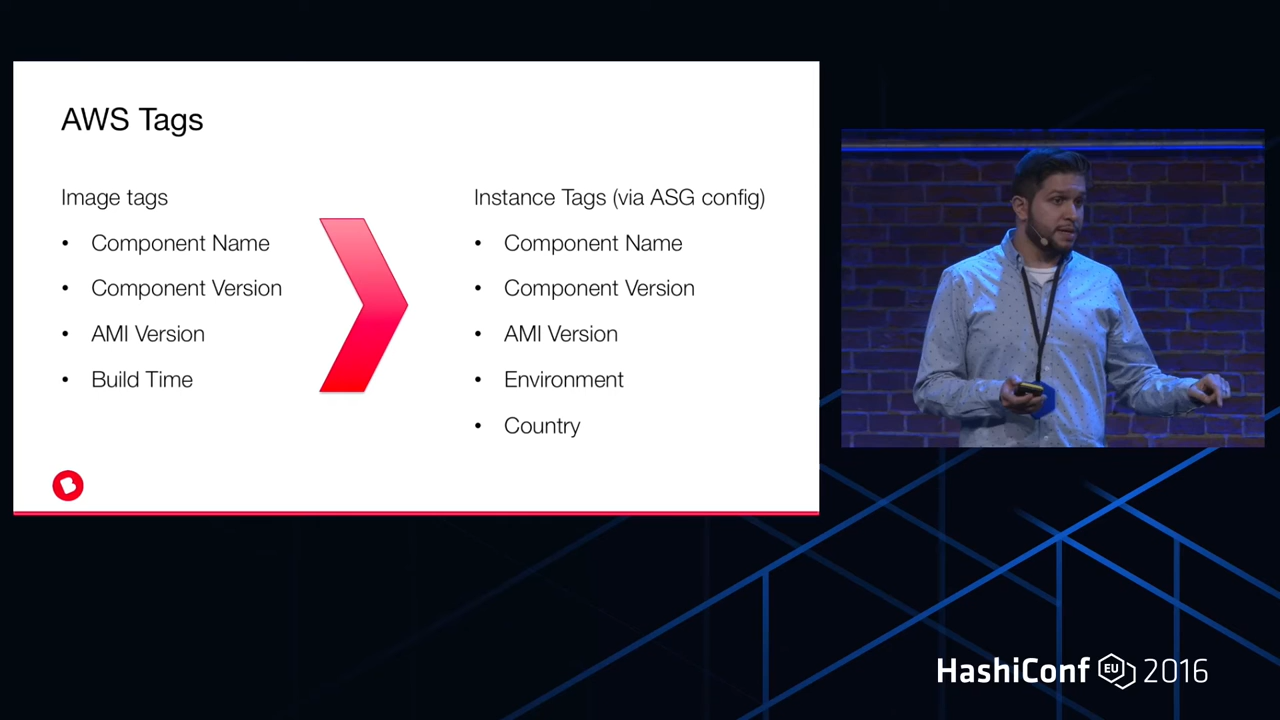 AWS Tags
Image tags
• Component Name
• Component Version
• AMI Version
• Build Time
Instance Tags (via ASG config)
• Component Name
• Component Version
• AMI Version
• Environment
• Country
HashiConf EU 2016